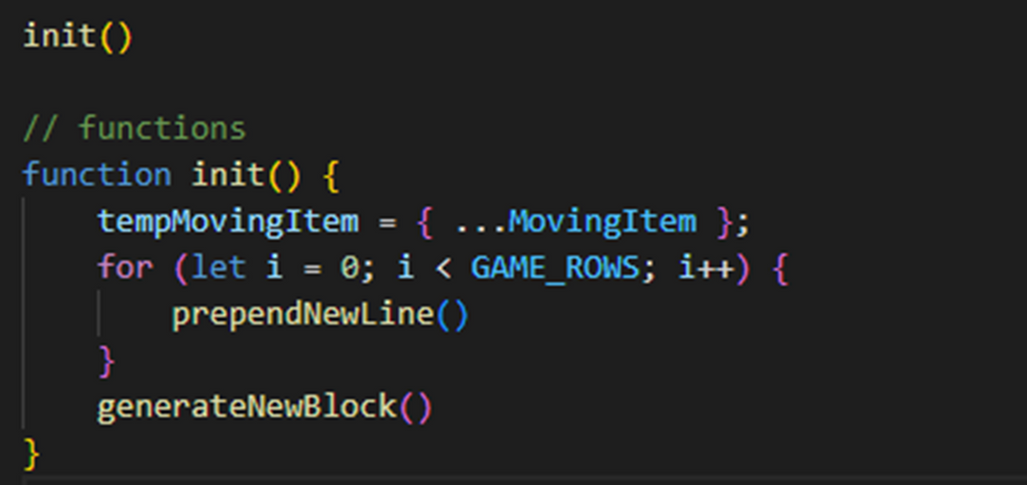 init()
// functions
function init() {
tempMovingItem = { ...MovingItem };
for (let i = 0; i < GAME_ROWS; i++) {
prependNewLine()
}
generateNewBlock()
}